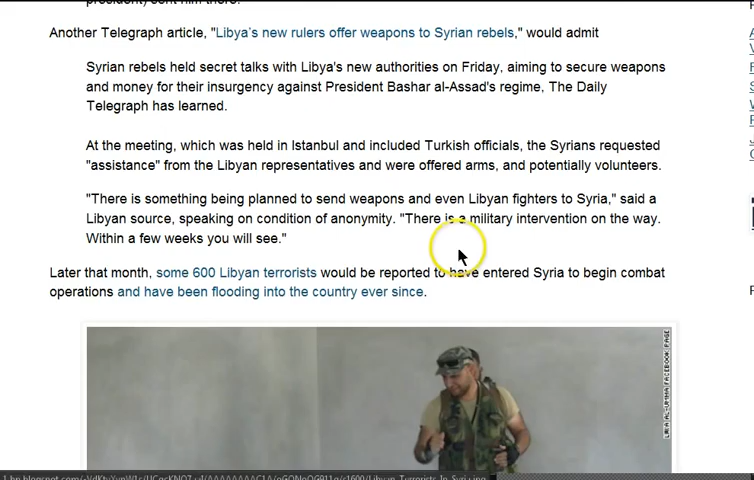 president) sent him there.
Another Telegraph article, "Libya's new rulers offer weapons to Syrian rebels," would admit
Syrian rebels held secret talks with Libya's new authorities on Friday, aiming to secure weapons
and money for their insurgency against President Bashar al-Assad's regime, The Daily
Telegraph has learned.
At the meeting, which was held in Istanbul and included Turkish officials, the Syrians requested
"assistance" from the Libyan representatives and were offered arms, and potentially volunteers.
"There is something being planned to send weapons and even Libyan fighters to Syria," said a
Libyan source, speaking on condition of anonymity. "There is a military intervention on the way.
Within a few weeks you will see."
Later that month, some 600 Libyan terrorists would be reported to have entered Syria to begin combat
operations and have been flooding into the country ever since.
FACEBOOK PAGE